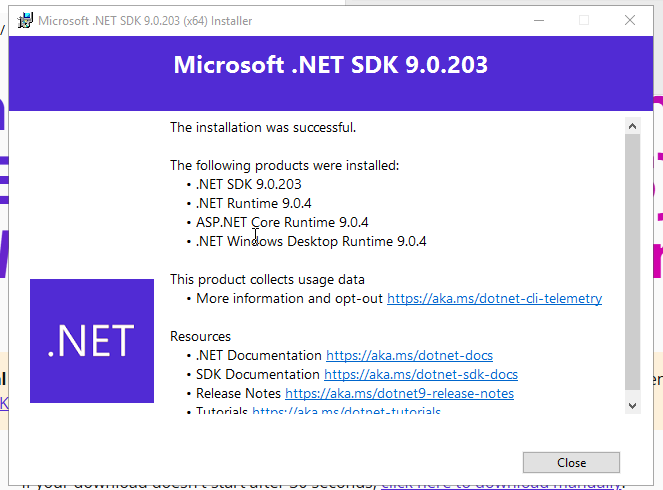 Microsoft .NET SDK 9.0.203 (x64) Installer
Microsoft .NET SDK 9.0.203
The installation was successful.
The following products were installed:
• .NET SDK 9.0.203
• .NET Runtime 9.0.4
• ASP.NET Core Runtime 9.0.4
• .NET Windows Desktop Runtime 9.0.4
This product collects usage data
• More information and opt-out https://aka.ms/dotnet-cli-telemetry
.NET
Resources
• .NET Documentation https://aka.ms/dotnet-docs
• SDK Documentation https://aka.ms/dotnet-sdk-docs
• Release Notes https://aka.ms/dotnet9-release-notes
• Tutorials https://aka.ms/dotnet-tutorials
Close
If your download doesn't start after 30 seconds, click here to download manually.